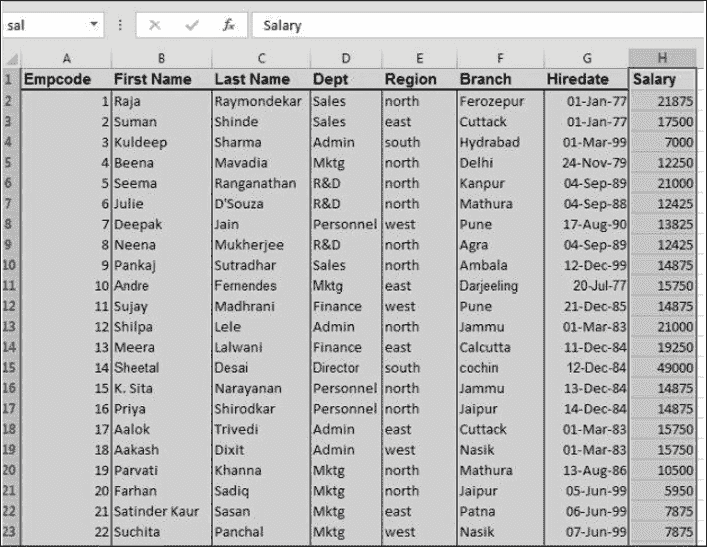 sal fx Salary
A B C D E F G H
1 Empcode First Name Last Name Dept Region Branch Hiredate Salary
2 1 Raja Raymondekar Sales north Ferozepur 01-Jan-77 21875
3 2 Suman Shinde Sales east Cuttack 01-Jan-77 17500
4 3 Kuldeep Sharma Admin south Hydrabad 01-Mar-99 7000
5 4 Beena Mavadia Mktg north Delhi 24-Nov-79 12250
6 5 Seema Ranganathan R&D north Kanpur 04-Sep-89 21000
7 6 Julie D'Souza R&D north Mathura 04-Sep-88 12425
8 7 Deepak Jain Personnel west Pune 17-Aug-90 13825
9 8 Neena Mukherjee R&D north Agra 04-Sep-89 12425
10 9 Pankaj Sutradhar Sales north Ambala 12-Dec-99 14875
11 10 Andre Fernendes Mktg east Darjeeling 20-Jul-77 15750
12 11 Sujay Madhrani Finance west Pune 21-Dec-85 14875
13 12 Shilpa Lele Admin north Jammu 01-Mar-83 21000
14 13 Meera Lalwani Finance east Calcutta 11-Dec-84 19250
15 14 Sheetal Desai Director south cochin 12-Dec-84 49000
16 15 K. Sita Narayanan Personnel north Jammu 13-Dec-84 14875
17 16 Priya Shirodkar Personnel north Jaipur 14-Dec-84 14875
18 17 Aalok Trivedi Admin east Cuttack 01-Mar-83 15750
19 18 Aakash Dixit Admin west Nasik 01-Mar-83 15750
20 19 Parvati Khanna Mktg north Mathura 13-Aug-86 10500
21 20 Farhan Sadiq Mktg north Jaipur 05-Jun-99 5950
22 21 Satinder Kaur Sasan Mktg east Patna 06-Jun-99 7875
23 22 Suchita Panchal Mktg west Nasik 07-Jun-99 7875